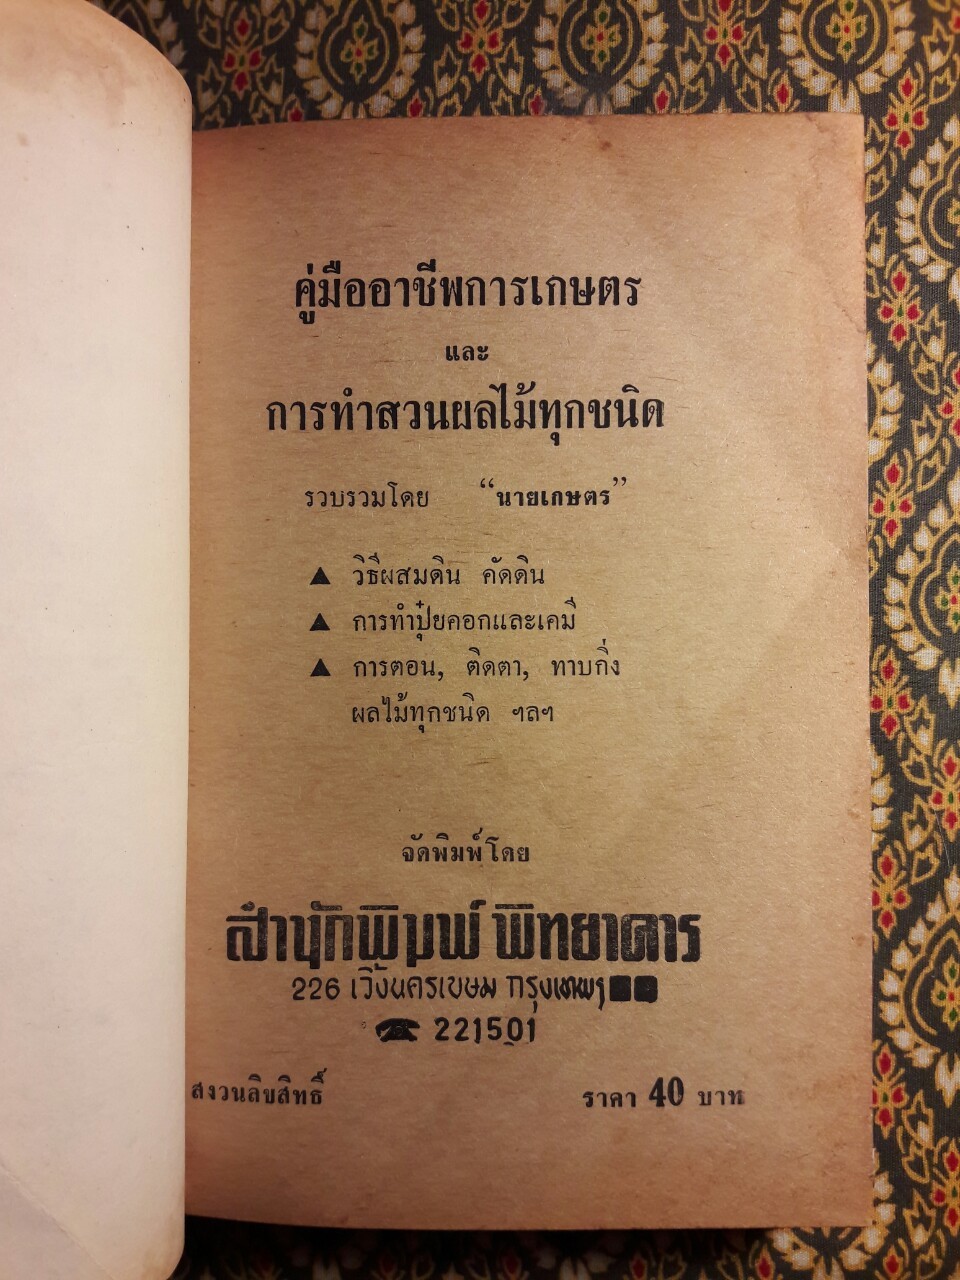 คู่มืออาชีพการเกษตร
และ
การทำสวนผลไม้ทุกชนิด
รวบรวมโดย “นายเกษตร”
▲ วิธีผสมดิน คัดดิน
▲ การทำปุ๋ยคอกและเคมี
▲ การตอน, ติดตา, ทาบกิ่ง
ผลไม้ทุกชนิด ฯลฯ
จัดพิมพ์โดย
สำนักพิมพ์ พิทยาคาร
226 เวิ้งนครเขษม กรุงเทพฯ
☎ 221501
สงวนลิขสิทธิ์ ราคา 40 บาท